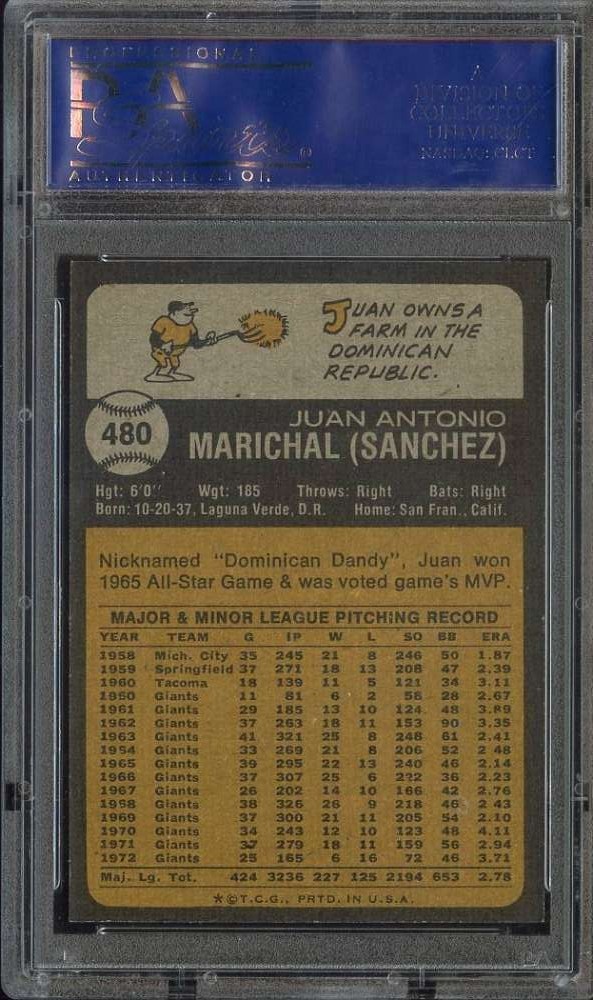 PROFESSIONAL
PSA
Sports Authenticator ®
AUTHENTICATOR
A
DIVISION OF
COLLECTORS
UNIVERSE
NASDAQ: CLCT
JUAN OWNS A
FARM IN THE
DOMINICAN
REPUBLIC.
480
JUAN ANTONIO
MARICHAL (SANCHEZ)
Hgt: 6'0" Wgt: 185 Throws: Right Bats: Right
Born: 10-20-37, Laguna Verde, D.R. Home: San Fran., Calif.
Nicknamed "Dominican Dandy", Juan won
1965 All-Star Game & was voted game's MVP.
MAJOR & MINOR LEAGUE PITCHING RECORD
YEAR TEAM G IP W L SO BB ERA
1958 Mich. City 35 245 21 8 246 50 1.87
1959 Springfield 37 271 18 13 208 47 2.39
1960 Tacoma 18 139 11 5 121 34 3.11
1960 Giants 11 81 6 2 58 28 2.67
1961 Giants 29 185 13 10 124 48 3.89
1962 Giants 37 263 18 11 153 90 3.35
1963 Giants 41 321 25 8 248 61 2.41
1964 Giants 33 269 21 8 206 52 2 48
1965 Giants 39 295 22 13 240 46 2.14
1966 Giants 37 307 25 6 222 36 2.23
1967 Giants 26 202 14 10 166 42 2.76
1968 Giants 38 326 26 9 218 46 2 43
1969 Giants 37 300 21 11 205 54 2.10
1970 Giants 34 243 12 10 123 48 4.11
1971 Giants 37 279 18 11 159 56 2.94
1972 Giants 25 165 6 16 72 46 3.71
Maj. Lg. Tot. 424 3236 227 125 2194 653 2.78
★©T.C.G., PRTD. IN U.S.A.